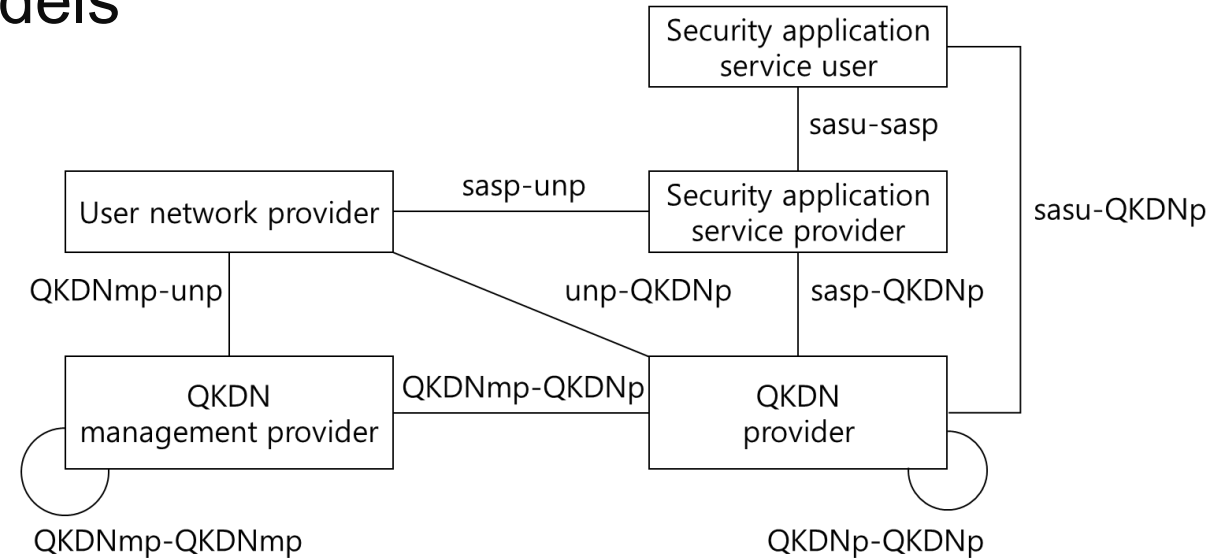 dels
Security application
service user
sasu-sasp
sasp-unp
User network provider
Security application
service provider
sasu-QKDNp
QKDNmp-unp
unp-QKDNp
sasp-QKDNp
QKDNmp-QKDNp
QKDN
management provider
QKDN
provider
QKDNmp-QKDNmp
QKDNp-QKDNp